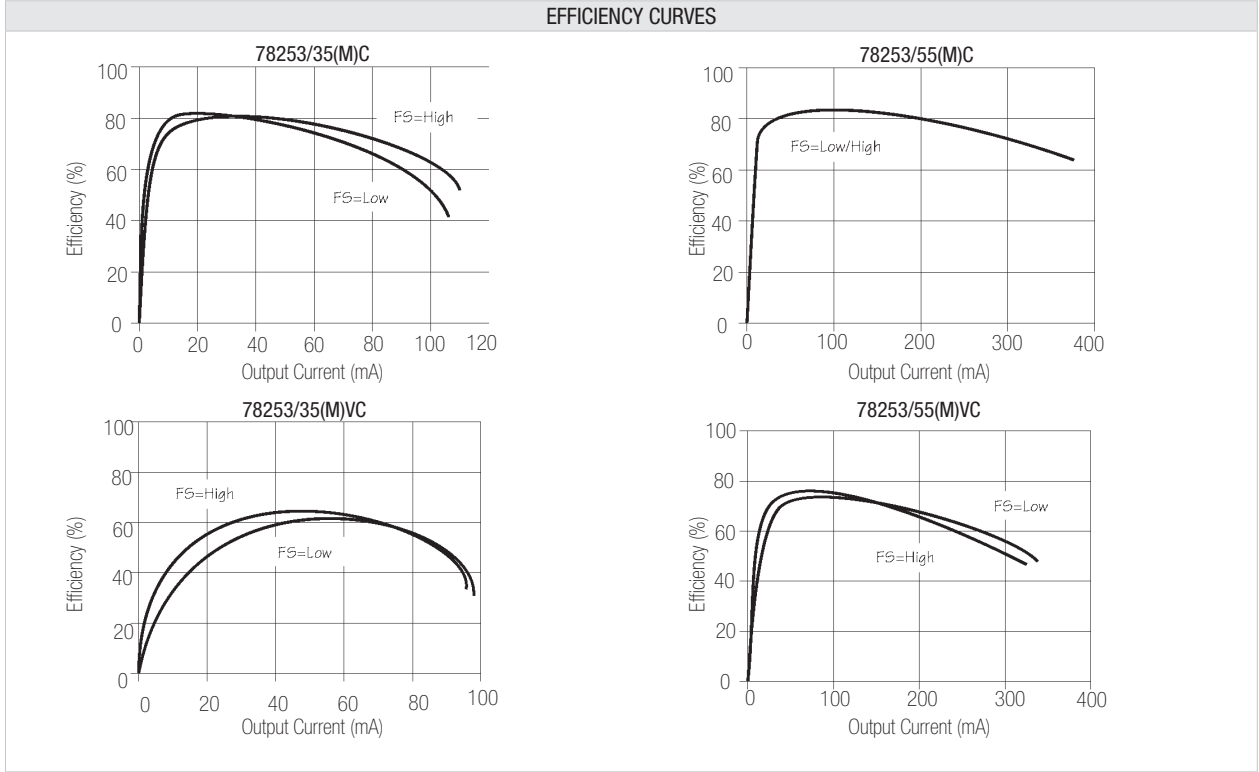 EFFICIENCY CURVES
78253/35(M)C
100
80
60
40
20
0
Efficiency (%)
FS=High
FS=Low
0 20 40 60 80 100 120
Output Current (mA)
78253/55(M)C
100
80
60
40
20
0
Efficiency (%)
FS=Low/High
0 100 200 300 400
Output Current (mA)
78253/35(M)VC
100
80
60
40
20
0
Efficiency (%)
FS=High
FS=Low
0 20 40 60 80 100
Output Current (mA)
78253/55(M)VC
100
80
60
40
20
0
Efficiency (%)
FS=Low
FS=High
0 100 200 300 400
Output Current (mA)